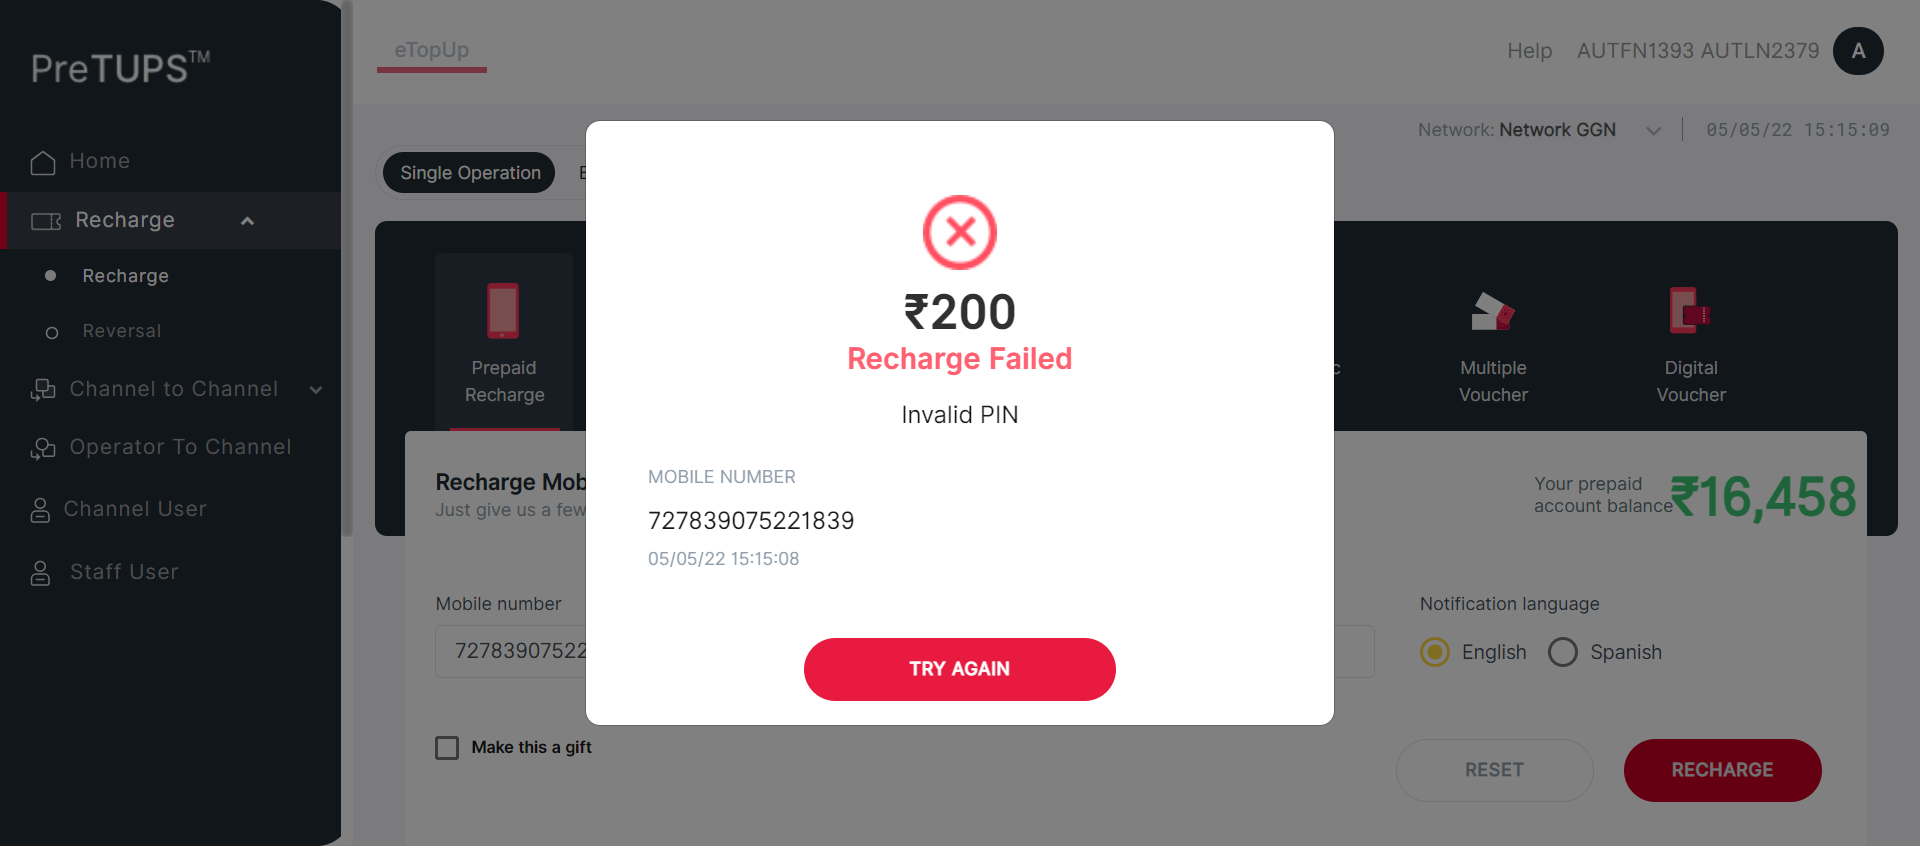 PreTUPS™
Home
Recharge
Recharge
Reversal
Channel to Channel
Operator To Channel
Channel User
Staff User
eTopUp
Help AUTFN1393 AUTLN2379 A
Network: Network GGN 05/05/22 15:15:09
Single Operation
Prepaid
Recharge
Multiple
Voucher
Digital
Voucher
Recharge Mob
Just give us a few
Your prepaid
account balance
₹16,458
Mobile number
72783907522
Notification language
English Spanish
Make this a gift
RESET RECHARGE
₹200
Recharge Failed
Invalid PIN
MOBILE NUMBER
727839075221839
05/05/22 15:15:08
TRY AGAIN